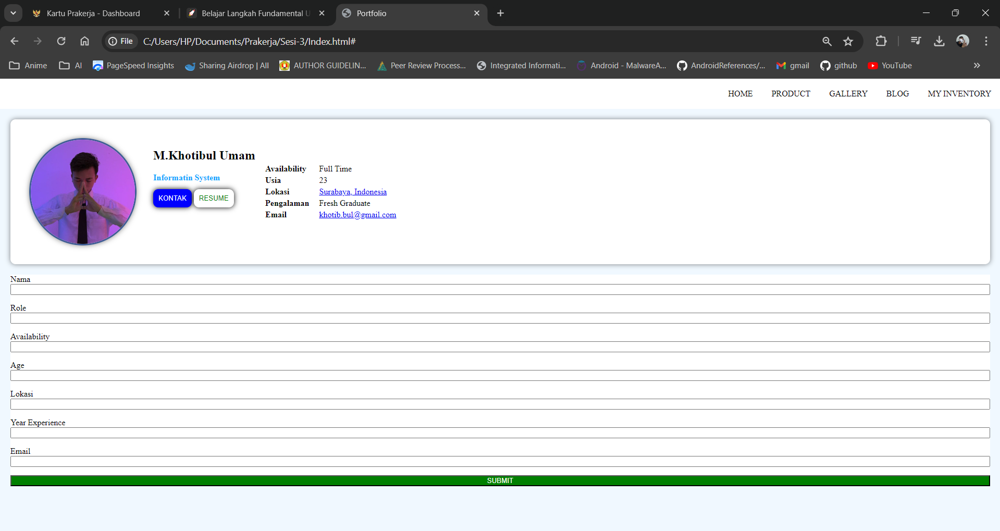 Kartu Prakerja - Dashboard
Belajar Langkah Fundamental U
Portfolio
File C:/Users/HP/Documents/Prakerja/Sesi-3/Index.html#
Anime AI PageSpeed Insights Sharing Airdrop | All AUTHOR GUIDELIN... Peer Review Process... Integrated Informati... Android - MalwareA... AndroidReferences/... gmail github YouTube
HOME PRODUCT GALLERY BLOG MY INVENTORY
M.Khotibul Umam
Informatin System
KONTAK RESUME
Availability Full Time
Usia 23
Lokasi Surabaya, Indonesia
Pengalaman Fresh Graduate
Email khotib.bul@gmail.com
Nama
Role
Availability
Age
Lokasi
Year Experience
Email
SUBMIT